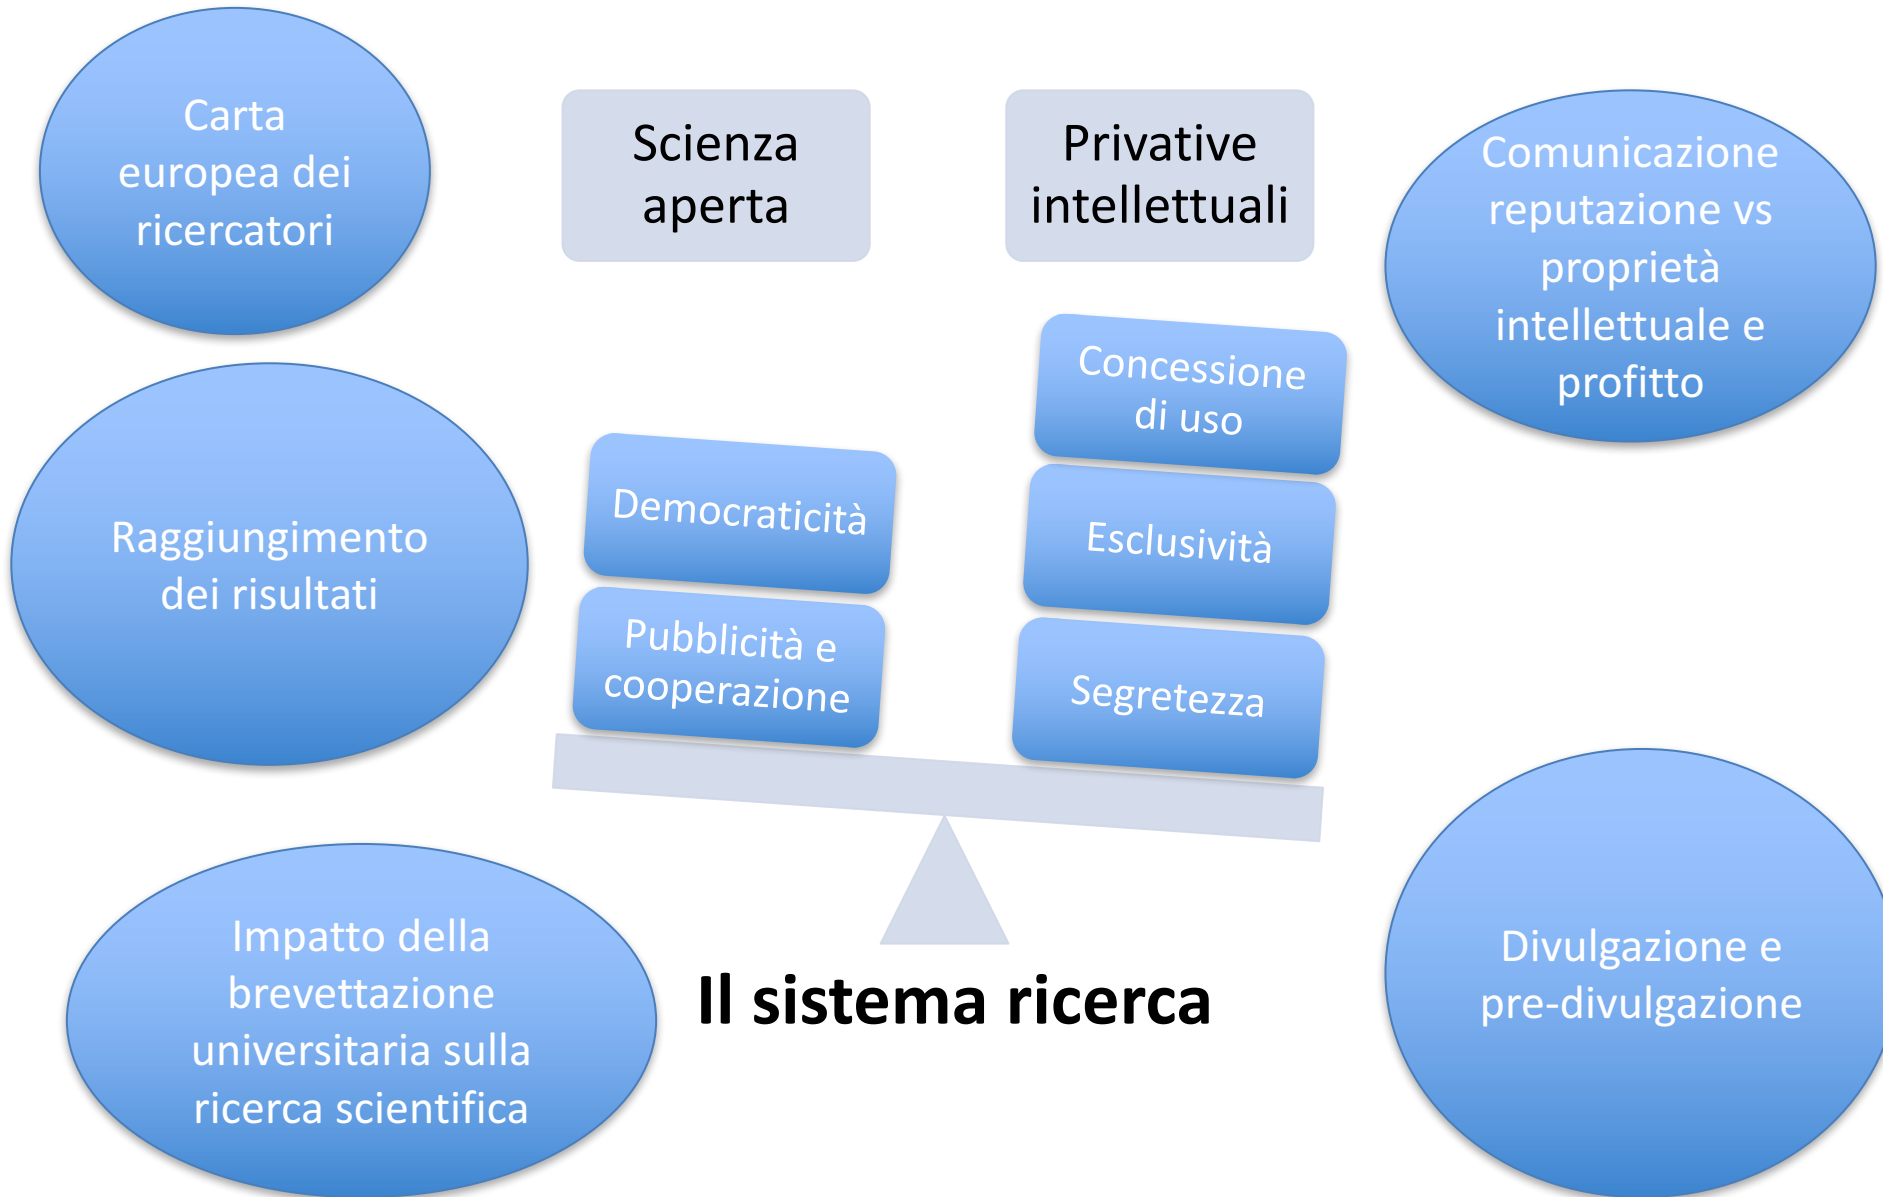 Carta
europea dei
ricercatori
Scienza
aperta
Privative
intellettuali
Comunicazione
reputazione vs
proprietà
intellettuale e
profitto
Raggiungimento
dei risultati
Democraticità
Pubblicità e
cooperazione
Concessione
di uso
Esclusività
Segretezza
Impatto della
brevettazione
universitaria sulla
ricerca scientifica
Il sistema ricerca
Divulgazione e
pre-divulgazione